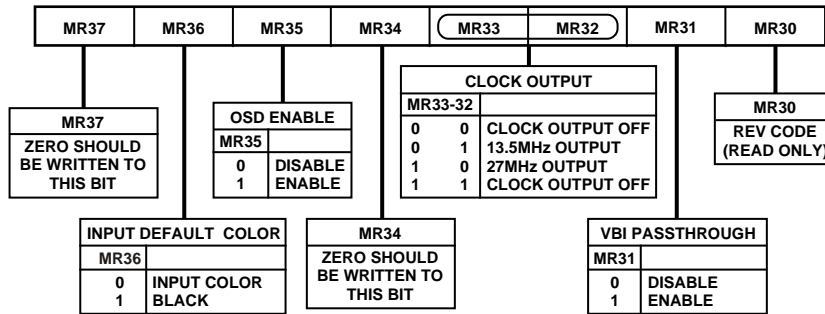 MR37 MR36 MR35 MR34 MR33 MR32 MR31 MR30
MR37
ZERO SHOULD
BE WRITTEN TO
THIS BIT
OSD ENABLE
MR35
0 DISABLE
1 ENABLE
CLOCK OUTPUT
MR33-32
0 0 CLOCK OUTPUT OFF
0 1 13.5MHz OUTPUT
1 0 27MHz OUTPUT
1 1 CLOCK OUTPUT OFF
MR30
REV CODE
(READ ONLY)
INPUT DEFAULT COLOR
MR36
0 INPUT COLOR
1 BLACK
MR34
ZERO SHOULD
BE WRITTEN TO
THIS BIT
VBI PASSTHROUGH
MR31
0 DISABLE
1 ENABLE